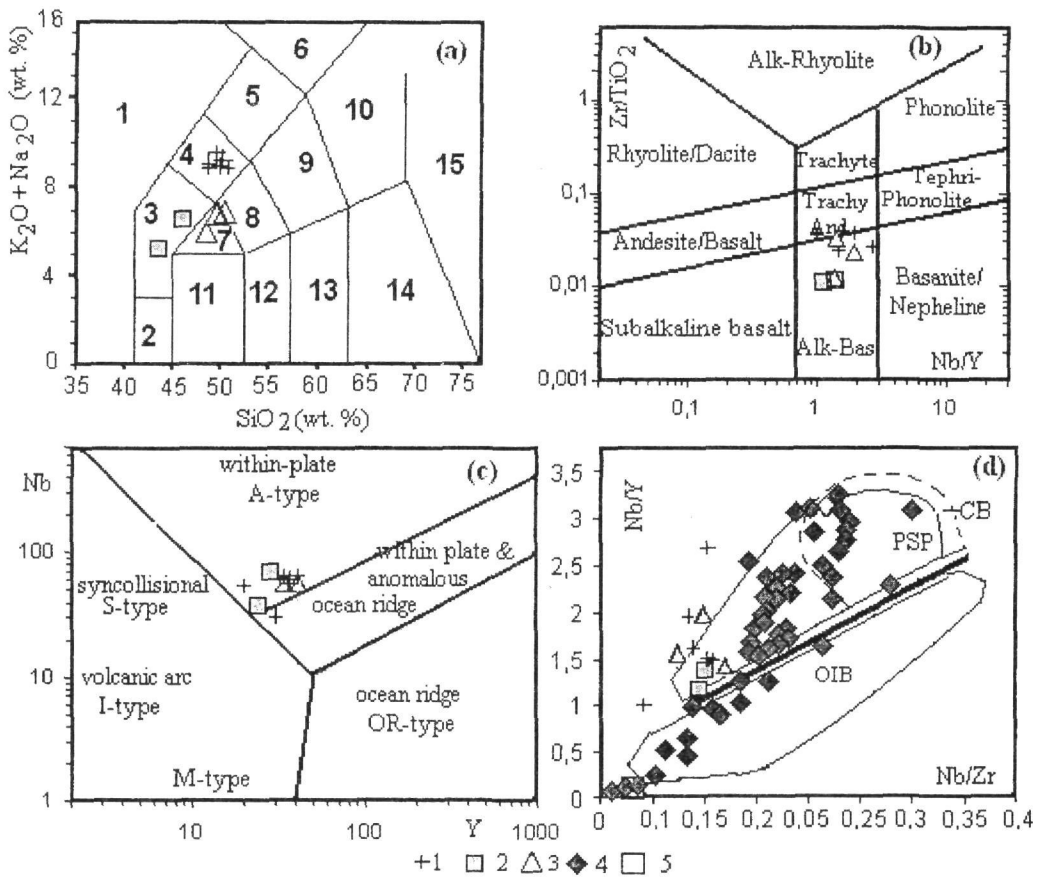 (a)
K2O + Na2O (wt. %)
16
12
8
4
0
1
2
3
4
5
6
7
8
9
10
11
12
13
14
15
35 40 45 50 55 60 65 70 75
SiO2 (wt. %)
(b)
Zr/TiO2
1
0,1
0,01
0,001
Alk-Rhyolite
Phonolite
Rhyolite/Dacite
Trachyte
Tephri-
Phonolite
Trachy
And
Andesite/Basalt
Basanite/
Nepheline
Subalkaline basalt
Alk-Bas
Nb/Y
0,1 1 10
(c)
Nb
100
10
1
within-plate
A-type
within plate &
anomalous
ocean ridge
syncollisional
S-type
volcanic arc
I-type
ocean ridge
OR-type
M-type
10 Y 100 1000
(d)
Nb/Y
3,5
3
2,5
2
1,5
1
0,5
0
CB
PSP
OIB
Nb/Zr
0 0,1 0,15 0,2 0,05 0,25 0,3 0,35 0,4
+1 2 3 4 5